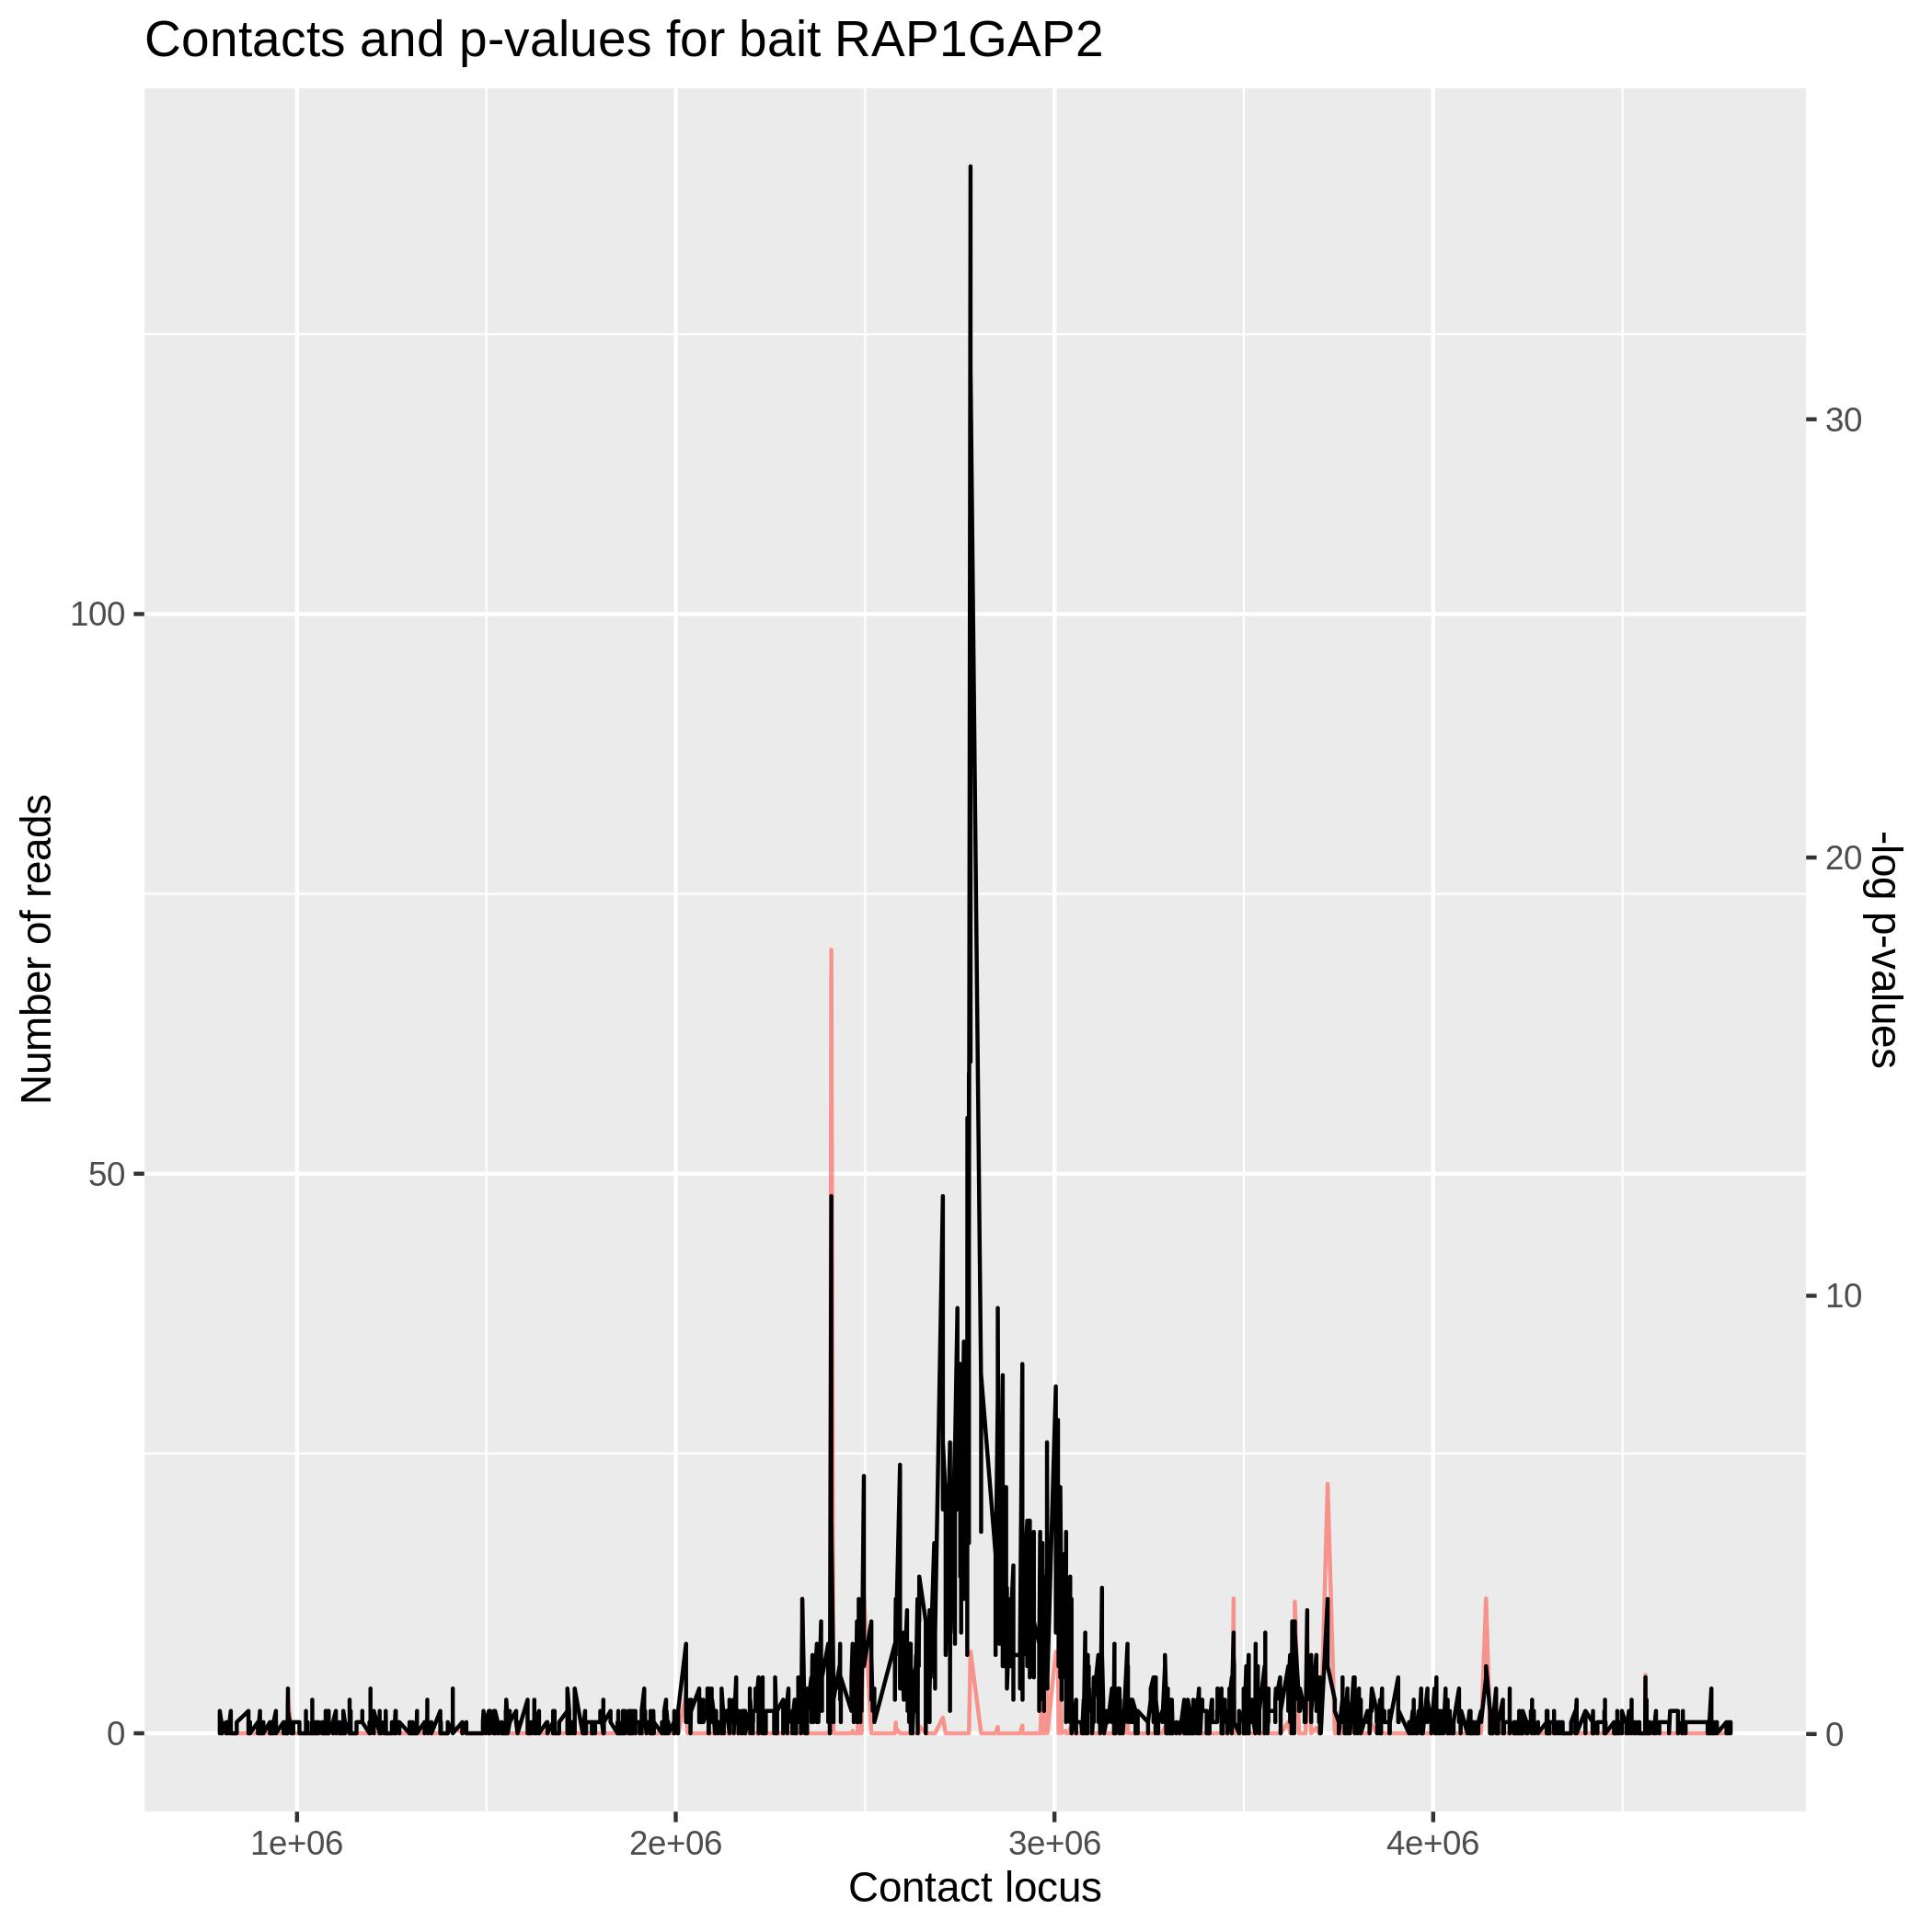 Contacts and p-values for bait RAP1GAP2
Number of reads
100
50
0
30
20
10
0
-log p-values
1e+06
2e+06
3e+06
4e+06
Contact locus